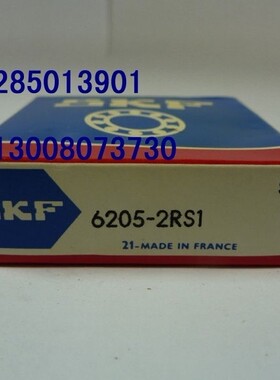 285013901
SKF
13008073730
SKF
6205-2RS1
21-MADE IN FRANCE